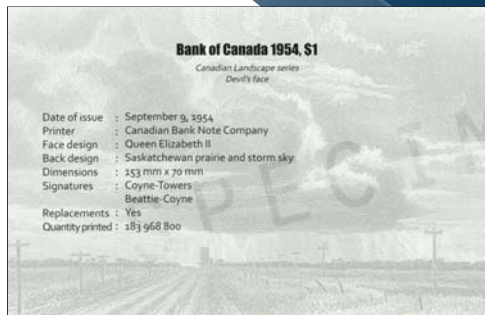 Bank of Canada 1954, $1
Canadian Landscape series
Devil's face
Date of issue : September 9, 1954
Printer : Canadian Bank Note Company
Face design : Queen Elizabeth II
Back design : Saskatchewan prairie and storm sky
Dimensions : 153 mm x 70 mm
Signatures : Coyne-Towers
Beattie-Coyne
Replacements : Yes
Quantity printed : 183 968 800
SPECIM